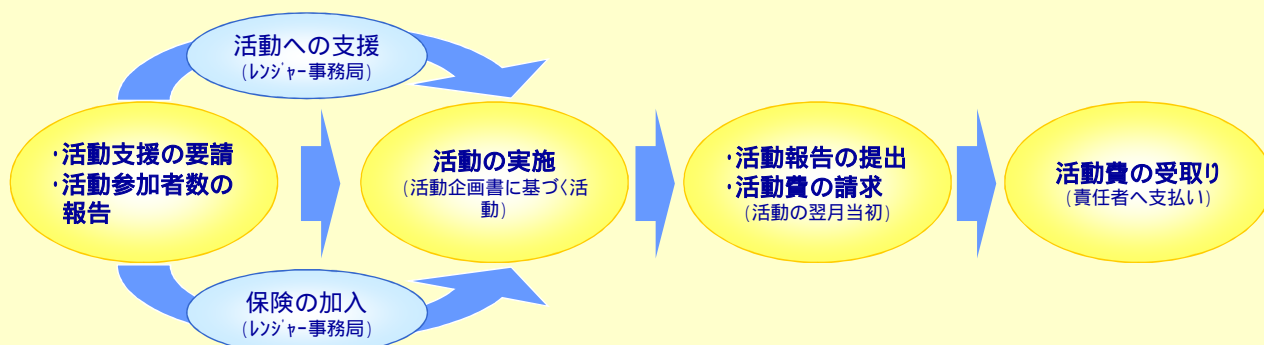 活動への支援
(ﾚﾝｼﾞｬｰ事務局)
・活動支援の要請
・活動参加者数の
報告
活動の実施
(活動企画書に基づく活
動)
・活動報告の提出
・活動費の請求
(活動の翌月当初)
活動費の受取り
(責任者へ支払い)
保険の加入
(ﾚﾝｼﾞｬｰ事務局)